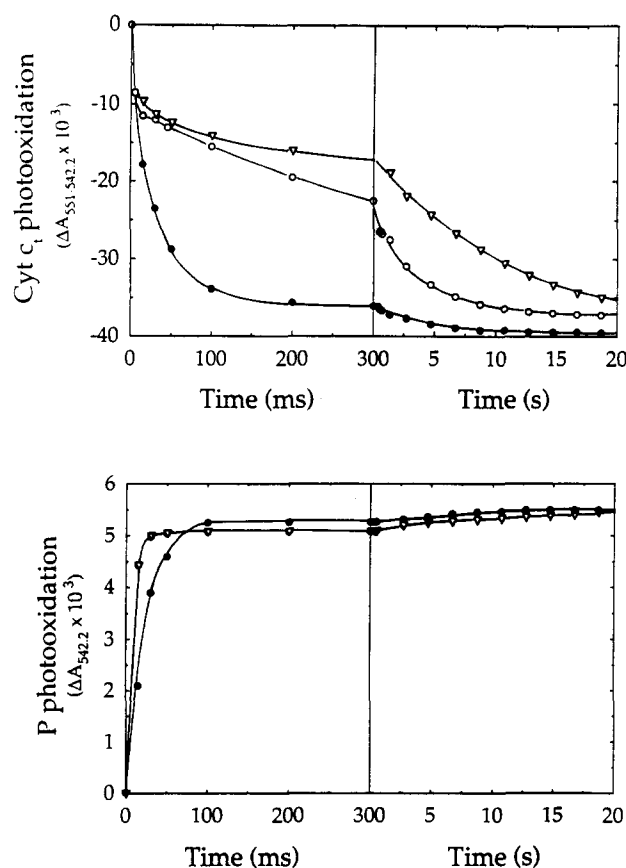 Cyt c_t photooxidation
(ΔA_551-542.2 x 10^3)
0
-10
-20
-30
-40
0 100 200 300 5 10 15 20
Time (ms) Time (s)
P photooxidation
(ΔA_542.2 x 10^3)
6
5
4
3
2
1
0
0 100 200 300 5 10 15 20
Time (ms) Time (s)